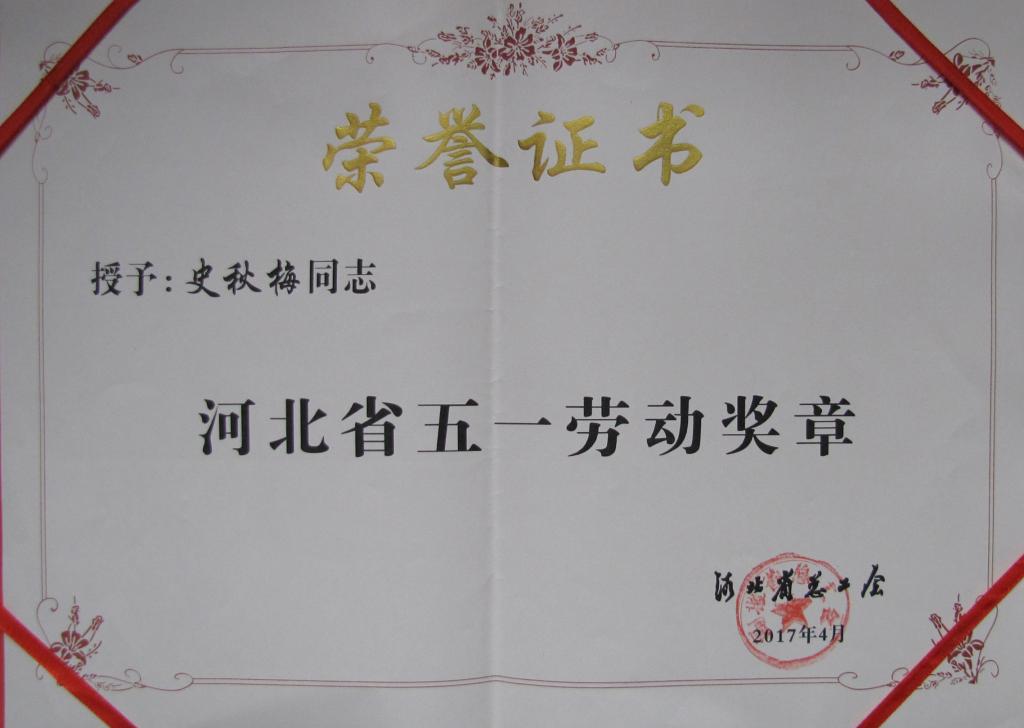 荣誉证书
授予:史秋梅同志
河北省五一劳动奖章
河北省总工会
2017年4月